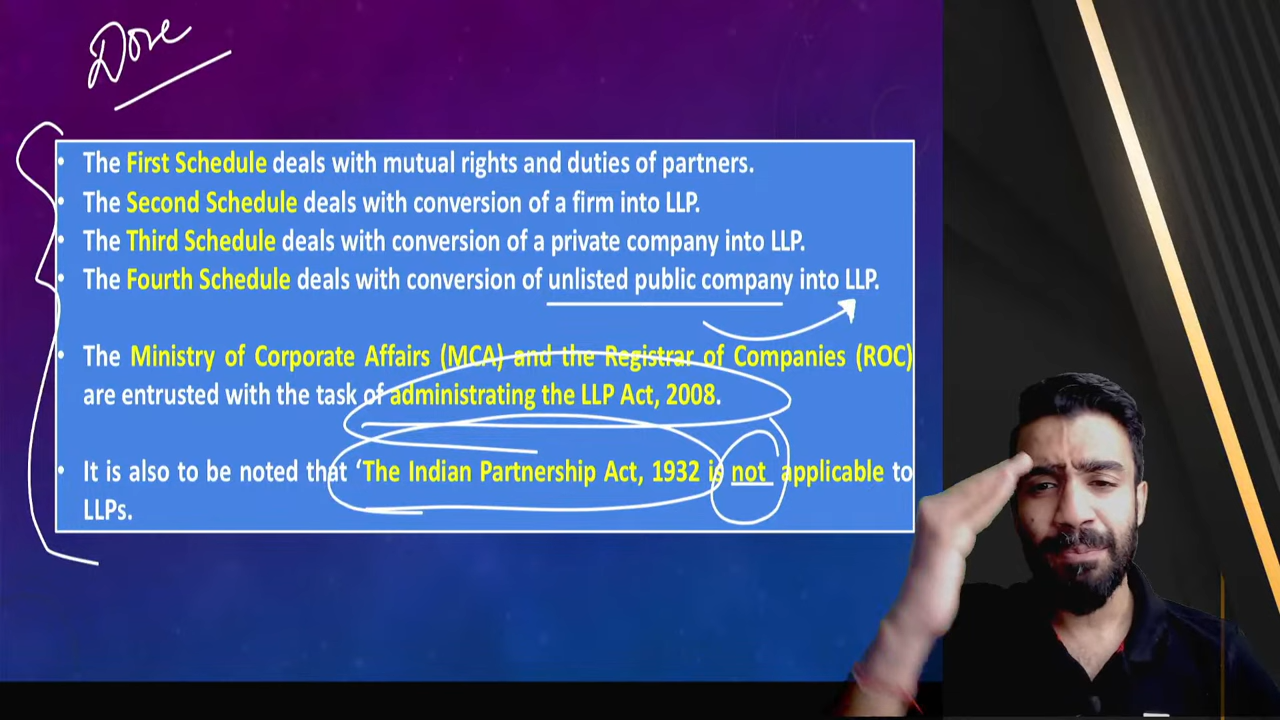 Done
• The First Schedule deals with mutual rights and duties of partners.
• The Second Schedule deals with conversion of a firm into LLP.
• The Third Schedule deals with conversion of a private company into LLP.
• The Fourth Schedule deals with conversion of unlisted public company into LLP.
• The Ministry of Corporate Affairs (MCA) and the Registrar of Companies (ROC)
are entrusted with the task of administrating the LLP Act, 2008.
• It is also to be noted that ‘The Indian Partnership Act, 1932 is not applicable to
LLPs.